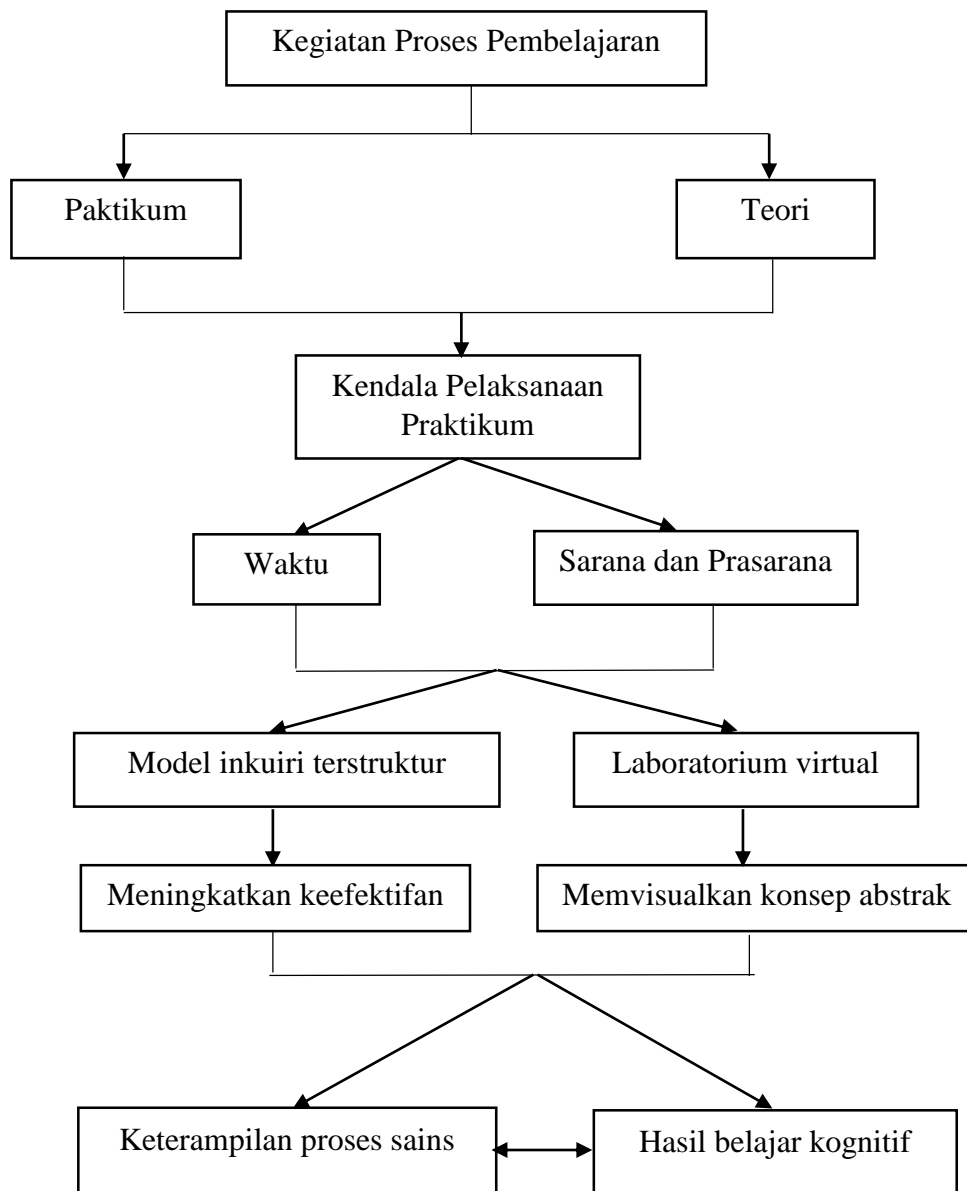 Kegiatan Proses Pembelajaran
Paktikum
Teori
Kendala Pelaksanaan
Praktikum
Waktu
Sarana dan Prasarana
Model inkuiri terstruktur
Laboratorium virtual
Meningkatkan keefektifan
Memvisualkan konsep abstrak
Keterampilan proses sains
Hasil belajar kognitif